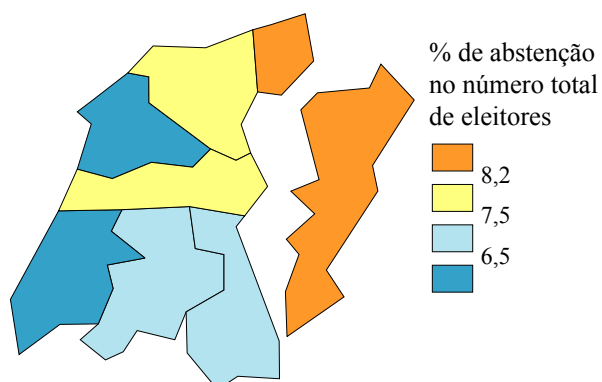 % de abstenção
no número total
de eleitores
8,2
7,5
6,5